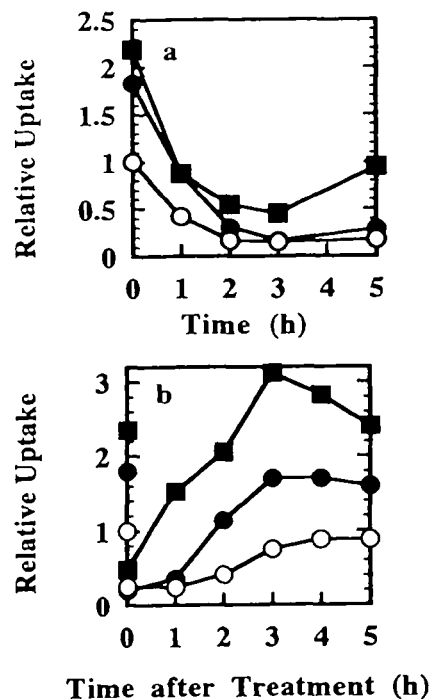 2.5
2
1.5
1
0.5
0
a
Relative Uptake
0 1 2 3 4 5
Time (h)
3
2
1
0
b
Relative Uptake
0 1 2 3 4 5
Time after Treatment (h)